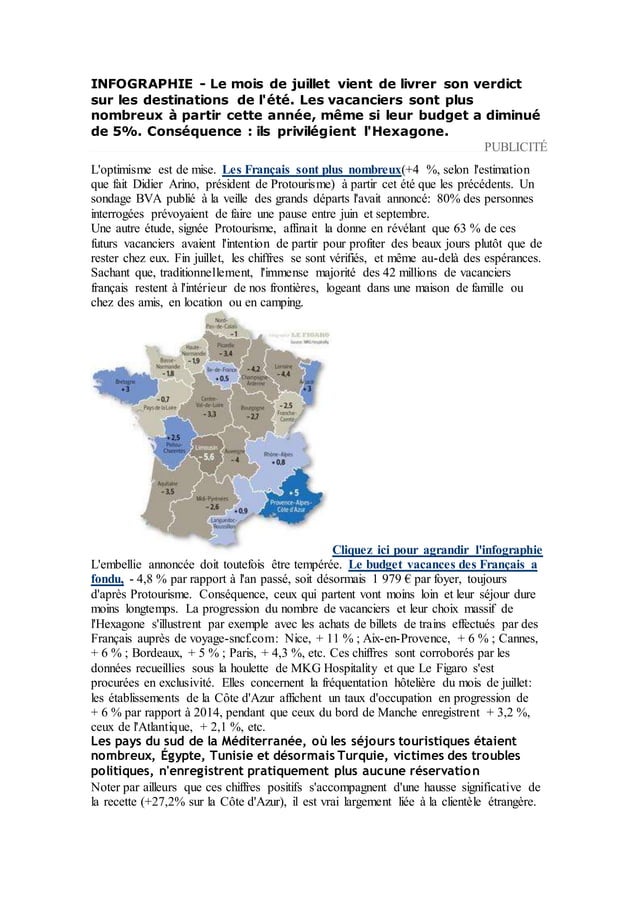 INFOGRAPHIE - Le mois de juillet vient de livrer son verdict
sur les destinations de l'été. Les vacanciers sont plus
nombreux à partir cette année, même si leur budget a diminué
de 5%. Conséquence : ils privilégient l'Hexagone.
PUBLICITÉ
L'optimisme est de mise. Les Français sont plus nombreux(+4 %, selon l'estimation
que fait Didier Arino, président de Protourisme) à partir cet été que les précédents. Un
sondage BVA publié à la veille des grands départs l'avait annoncé: 80% des personnes
interrogées prévoyaient de faire une pause entre juin et septembre.
Une autre étude, signée Protourisme, affinait la donne en révélant que 63 % de ces
futurs vacanciers avaient l'intention de partir pour profiter des beaux jours plutôt que de
rester chez eux. Fin juillet, les chiffres se sont vérifiés, et même au-delà des espérances.
Sachant que, traditionnellement, l'immense majorité des 42 millions de vacanciers
français restent à l'intérieur de nos frontières, logeant dans une maison de famille ou
chez des amis, en location ou en camping.
Nord-
Pas-de-Calais
- 1
LE FIGARO
Source: MKG Hospitality
Haute-
Normandie
- 1,9
Picardie
- 3,4
Basse-
Normandie
- 1,8
Ile-de-France
+ 0,5
- 4,2
Champagne
Ardenne
Lorraine
- 4,4
Alsace
+ 3
Bretagne
+ 3
- 0,7
Pays de la Loire
Centre-
Val-de-Loire
- 3,3
Bourgogne
- 2,7
- 2,5
Franche-
Comté
+ 2,5
Poitou-
Charentes
Limousin
- 5,6
Auvergne
- 4
Rhône-Alpes
+ 0,8
Aquitaine
- 3,5
Midi-Pyrénées
- 2,6
+ 0,9
Languedoc-
Roussillon
+ 5
Provence-Alpes-
Côte d'Azur
Cliquez ici pour agrandir l'infographie
L'embellie annoncée doit toutefois être tempérée. Le budget vacances des Français a
fondu, - 4,8 % par rapport à l'an passé, soit désormais 1 979 € par foyer, toujours
d'après Protourisme. Conséquence, ceux qui partent vont moins loin et leur séjour dure
moins longtemps. La progression du nombre de vacanciers et leur choix massif de
l'Hexagone s'illustrent par exemple avec les achats de billets de trains effectués par des
Français auprès de voyage-sncf.com: Nice, + 11 % ; Aix-en-Provence, + 6 % ; Cannes,
+ 6 % ; Bordeaux, + 5 % ; Paris, + 4,3 %, etc. Ces chiffres sont corroborés par les
données recueillies sous la houlette de MKG Hospitality et que Le Figaro s'est
procurées en exclusivité. Elles concernent la fréquentation hôtelière du mois de juillet:
les établissements de la Côte d'Azur affichent un taux d'occupation en progression de
+ 6 % par rapport à 2014, pendant que ceux du bord de Manche enregistrent + 3,2 %,
ceux de l'Atlantique, + 2,1 %, etc.
Les pays du sud de la Méditerranée, où les séjours touristiques étaient
nombreux, Égypte, Tunisie et désormais Turquie, victimes des troubles
politiques, n'enregistrent pratiquement plus aucune réservation
Noter par ailleurs que ces chiffres positifs s'accompagnent d'une hausse significative de
la recette (+27,2% sur la Côte d'Azur), il est vrai largement liée à la clientèle étrangère.